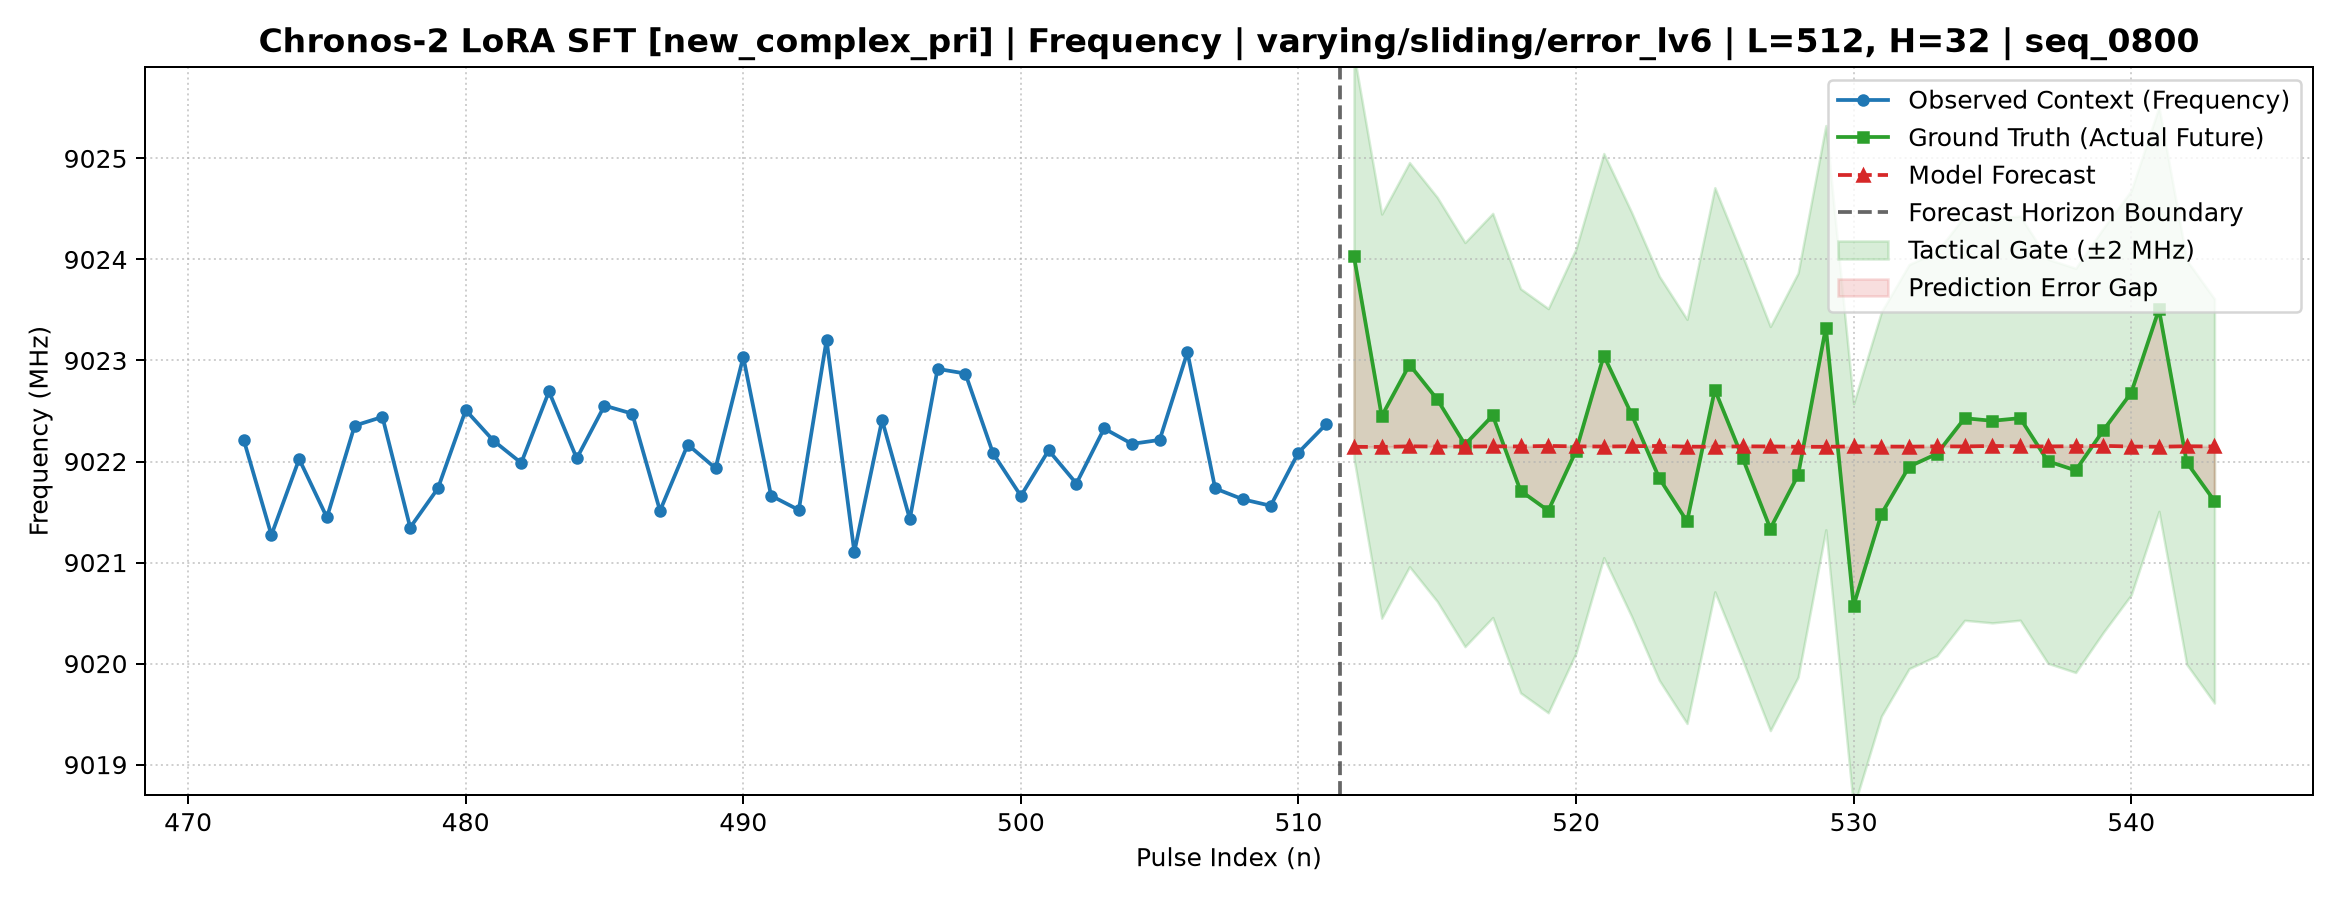 Chronos-2 LoRA SFT [new_complex_pri] | Frequency | varying/sliding/error_lv6 | L=512, H=32 | seq_0800
Observed Context (Frequency)
Ground Truth (Actual Future)
Model Forecast
Forecast Horizon Boundary
Tactical Gate (±2 MHz)
Prediction Error Gap
Frequency (MHz)
9025
9024
9023
9022
9021
9020
9019
470 480 490 500 510 520 530 540
Pulse Index (n)